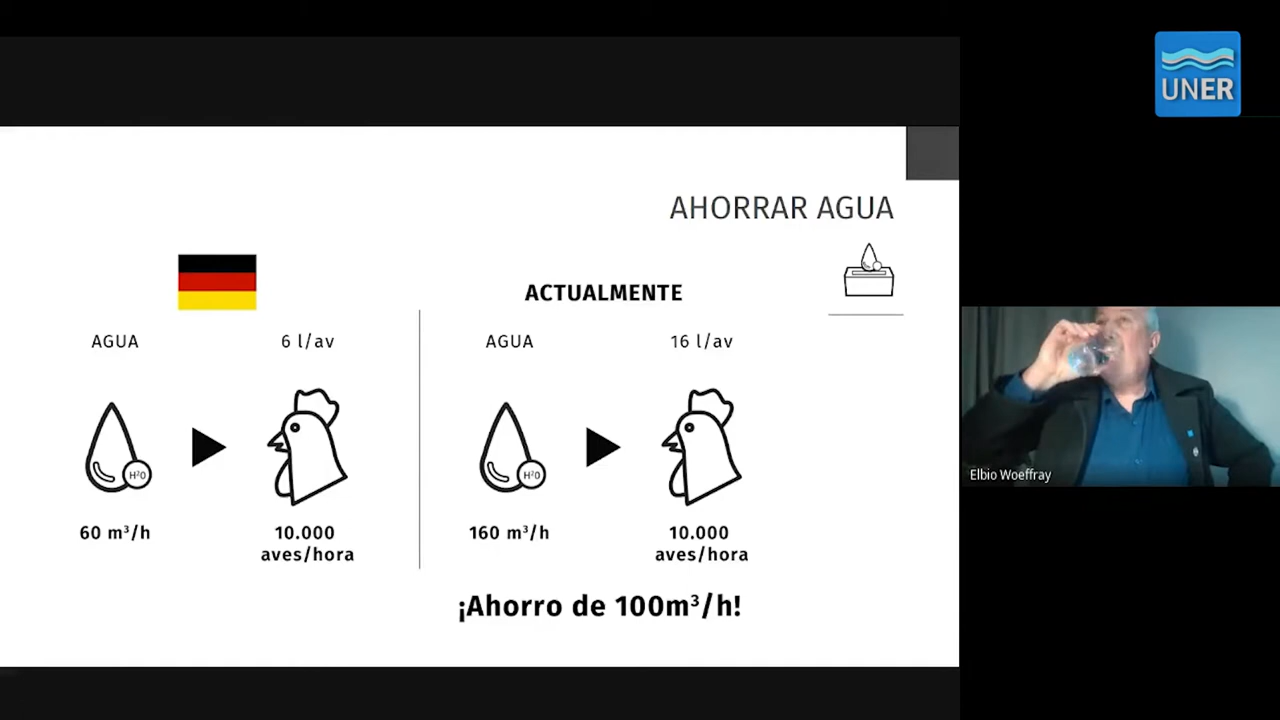 UNER
AHORRAR AGUA
ACTUALMENTE
AGUA
6 l/av
AGUA
16 l/av
H²0
H²0
60 m³/h
10.000
aves/hora
160 m³/h
10.000
aves/hora
¡Ahorro de 100m³/h!
Elbio Woeffray